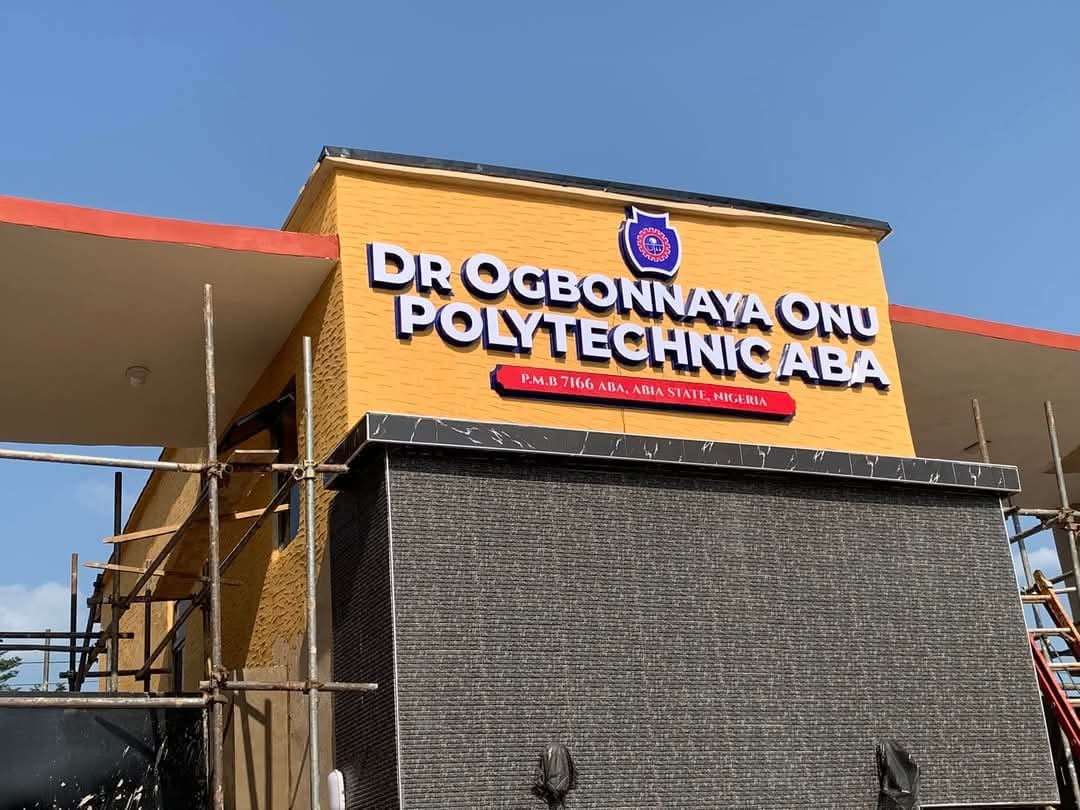 DR OGBONNAYA ONU
POLYTECHNIC ABA
P.M.B 7166 ABA, ABIA STATE, NIGERIA